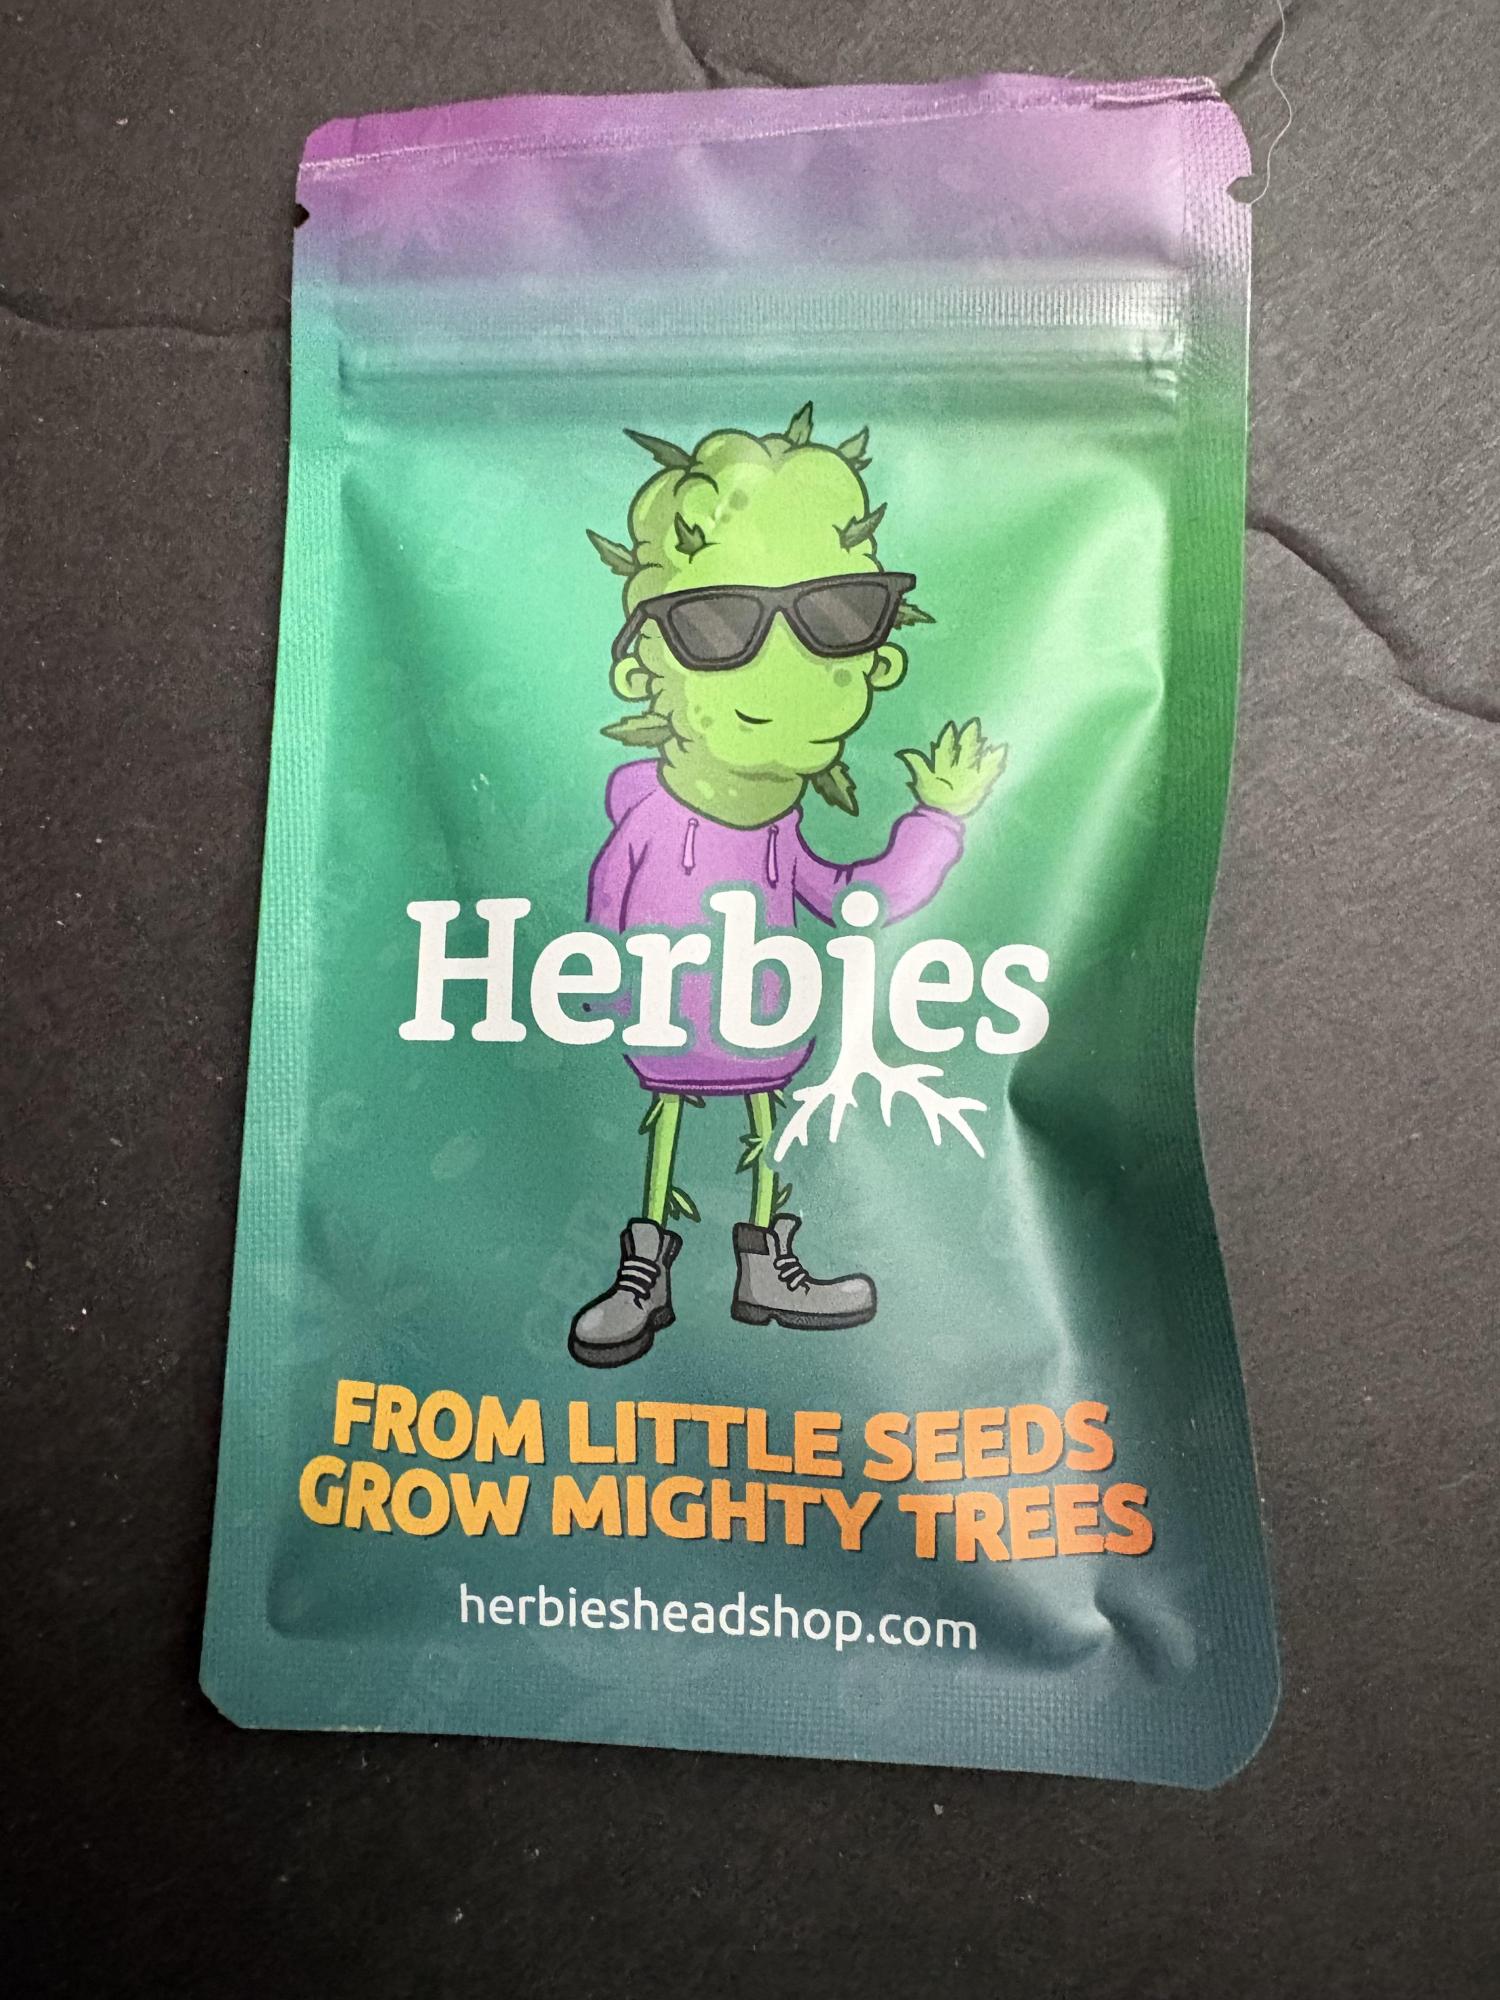 Herbies
FROM LITTLE SEEDS
GROW MIGHTY TREES
herbiesheadshop.com